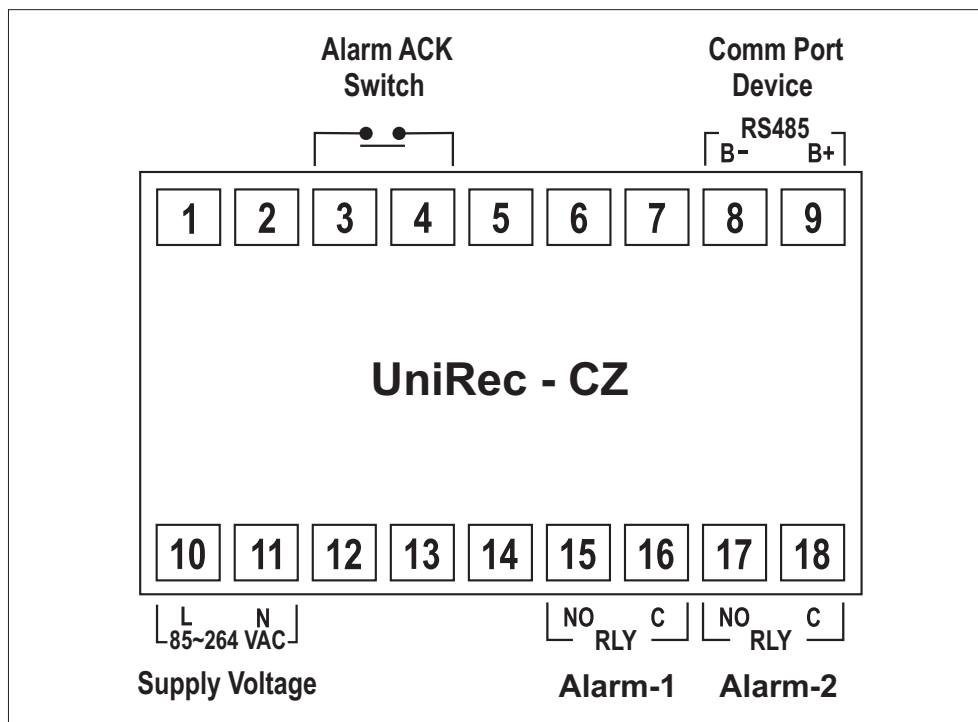 Alarm ACK
Switch
Comm Port
Device
RS485
B- B+
1 2 3 4 5 6 7 8 9
UniRec - CZ
10 11 12 13 14 15 16 17 18
L N
85~264 VAC
Supply Voltage
NO C
RLY
Alarm-1
NO C
RLY
Alarm-2